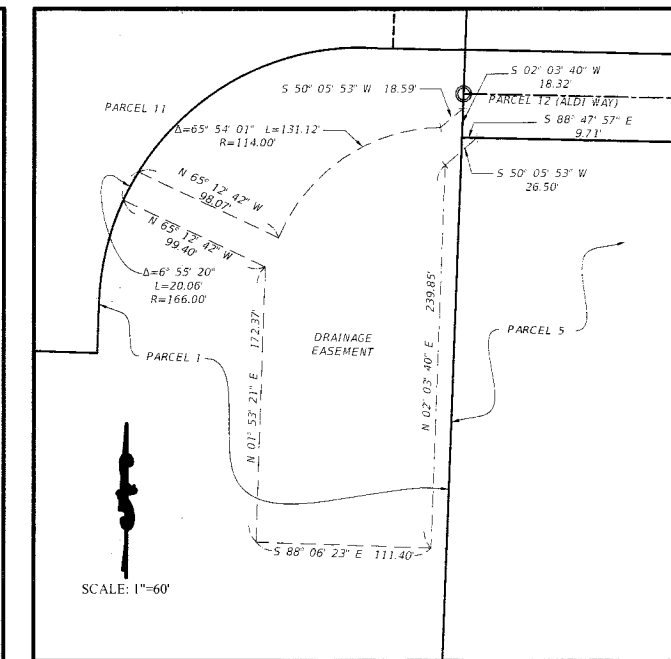 S 02° 03' 40" W
18.32'
S 50° 05' 53" W 18.59'
PARCEL 12 (ALDI WAY)
PARCEL 11
S 88° 47' 57" E
9.71'
Δ=65° 54' 01" L=131.12'
R=114.00'
N 65° 12' 42" W
98.07'
S 50° 05' 53" W
26.50'
N 65° 12' 42" W
99.40'
Δ=6° 55' 20"
L=20.06'
R=166.00'
DRAINAGE
EASEMENT
N 02° 03' 40" E 239.85'
N 01° 53' 21" E 172.37'
PARCEL 5
PARCEL 1
S 88° 06' 23" E 111.40'
SCALE: 1"=60'